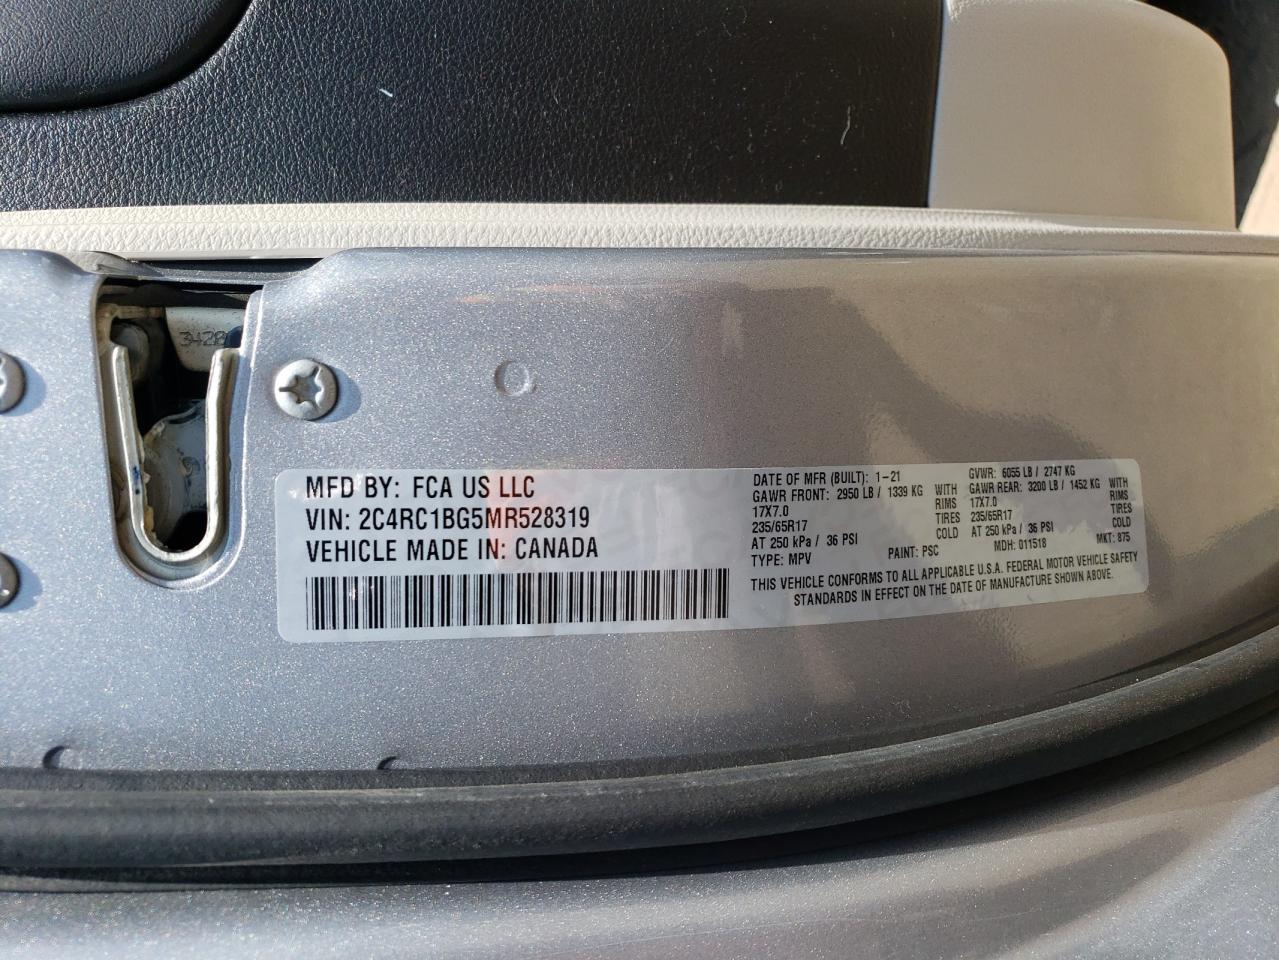 3420
MFD BY: FCA US LLC
VIN: 2C4RC1BG5MR528319
VEHICLE MADE IN: CANADA
DATE OF MFR (BUILT): 1-21 GVWR: 6055 LB / 2747 KG
GAWR FRONT: 2950 LB / 1339 KG WITH GAWR REAR: 3200 LB / 1452 KG WITH
17X7.0 RIMS 17X7.0 RIMS
235/65R17 TIRES 235/65R17 TIRES
AT 250 kPa / 36 PSI COLD AT 250 kPa / 36 PSI COLD
TYPE: MPV PAINT: PSC MDH: 011518 MKT: 875
THIS VEHICLE CONFORMS TO ALL APPLICABLE U.S.A. FEDERAL MOTOR VEHICLE SAFETY
STANDARDS IN EFFECT ON THE DATE OF MANUFACTURE SHOWN ABOVE.